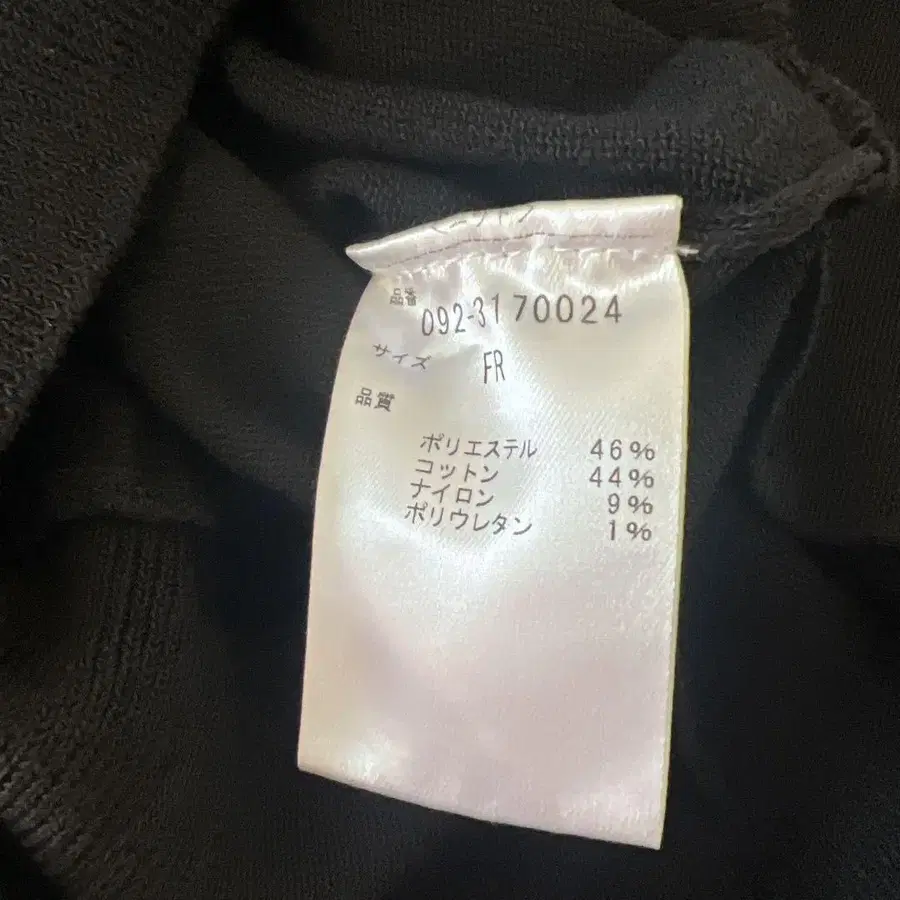 品番 092-3170024
サイズ FR
品質
ポリエステル 46%
コットン 44%
ナイロン 9%
ポリウレタン 1%